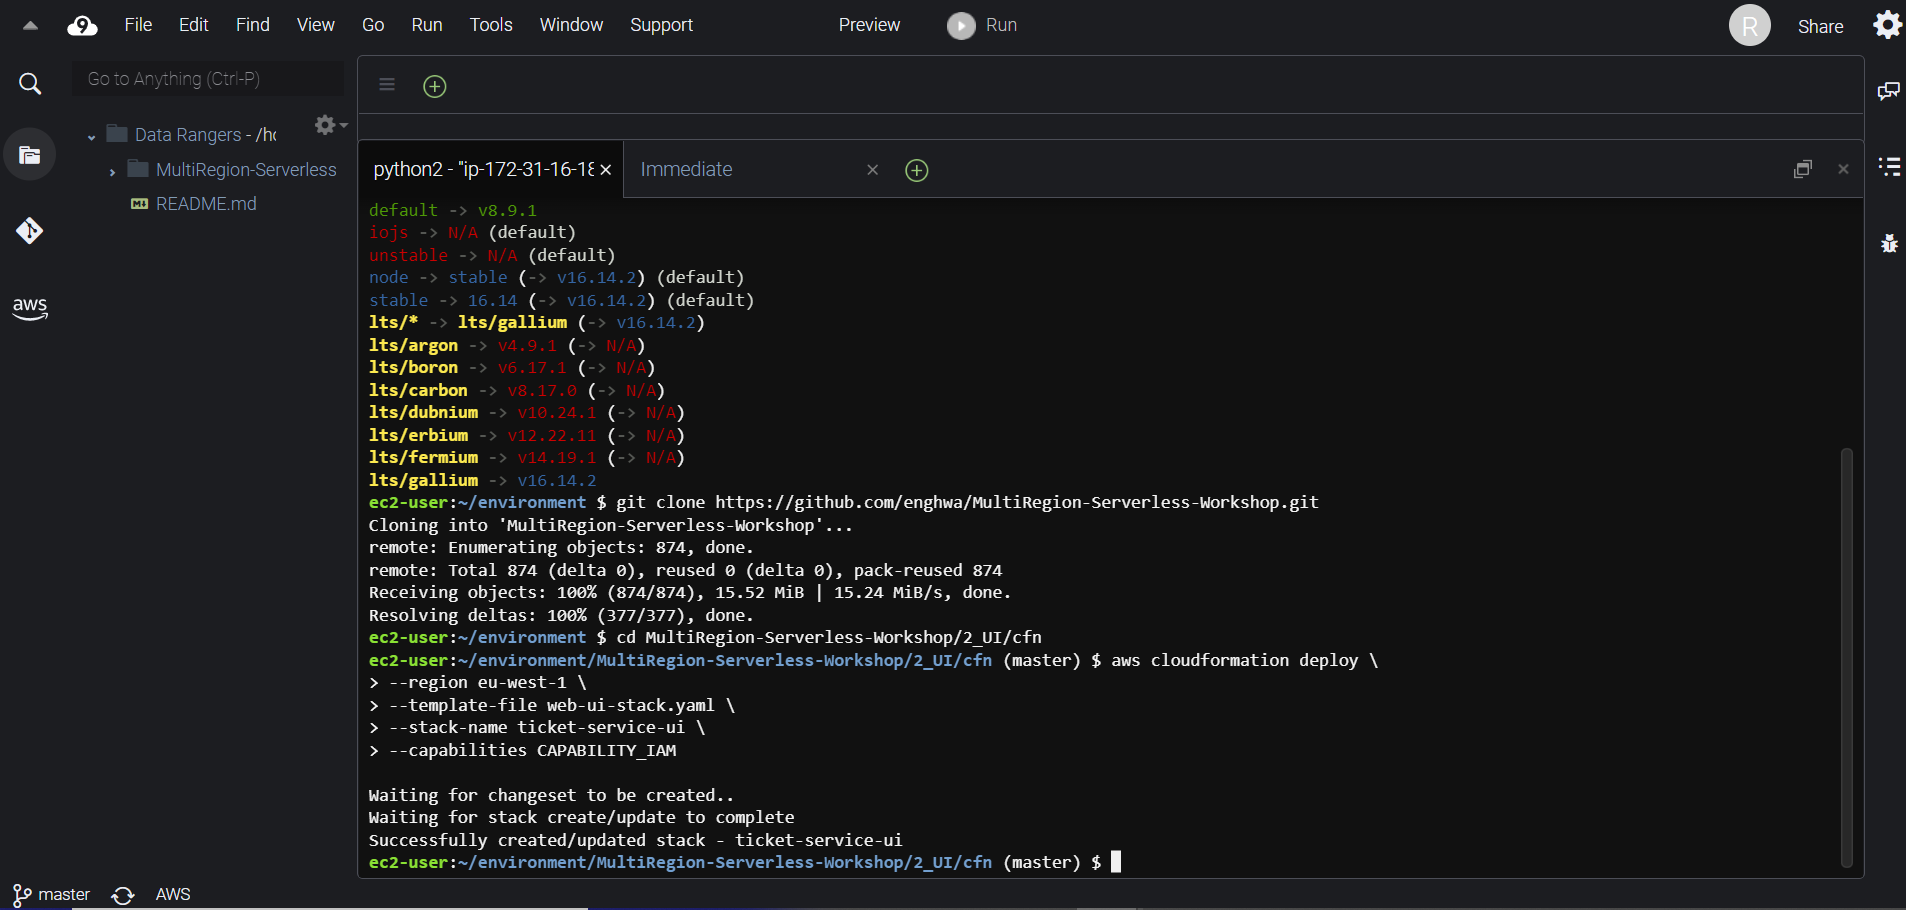 9 File Edit Find View Go Run Tools Window Support Preview Run R Share
Go to Anything (Ctrl-P)
Data Rangers - /ho
MultiRegion-Serverless
README.md
aws
python2 - "ip-172-31-16-18 × Immediate ×
default -> v8.9.1
iojs -> N/A (default)
unstable -> N/A (default)
node -> stable (-> v16.14.2) (default)
stable -> 16.14 (-> v16.14.2) (default)
lts/* -> lts/gallium (-> v16.14.2)
lts/argon -> v4.9.1 (-> N/A)
lts/boron -> v6.17.1 (-> N/A)
lts/carbon -> v8.17.0 (-> N/A)
lts/dubnium -> v10.24.1 (-> N/A)
lts/erbium -> v12.22.11 (-> N/A)
lts/fermium -> v14.19.1 (-> N/A)
lts/gallium -> v16.14.2
ec2-user:~/environment $ git clone https://github.com/enghwa/MultiRegion-Serverless-Workshop.git
Cloning into 'MultiRegion-Serverless-Workshop'...
remote: Enumerating objects: 874, done.
remote: Total 874 (delta 0), reused 0 (delta 0), pack-reused 874
Receiving objects: 100% (874/874), 15.52 MiB | 15.24 MiB/s, done.
Resolving deltas: 100% (377/377), done.
ec2-user:~/environment $ cd MultiRegion-Serverless-Workshop/2_UI/cfn
ec2-user:~/environment/MultiRegion-Serverless-Workshop/2_UI/cfn (master) $ aws cloudformation deploy \
> --region eu-west-1 \
> --template-file web-ui-stack.yaml \
> --stack-name ticket-service-ui \
> --capabilities CAPABILITY_IAM
Waiting for changeset to be created..
Waiting for stack create/update to complete
Successfully created/updated stack - ticket-service-ui
ec2-user:~/environment/MultiRegion-Serverless-Workshop/2_UI/cfn (master) $
master AWS